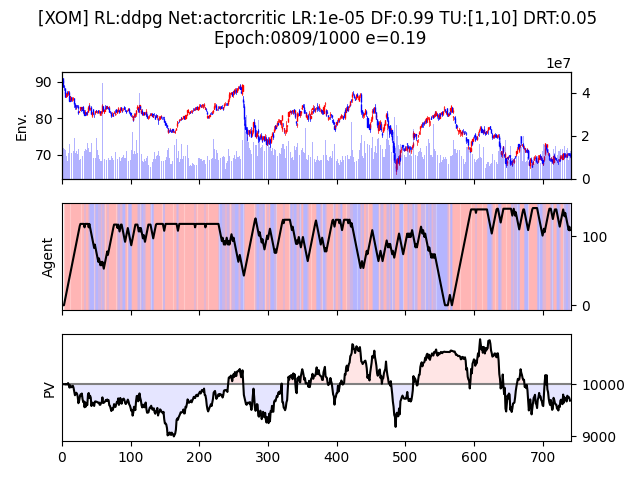 [XOM] RL:ddpg Net:actorcritic LR:1e-05 DF:0.99 TU:[1,10] DRT:0.05
Epoch:0809/1000 e=0.19
1e7
90
80
70
Env.
4
2
0
Agent
100
0
PV
10000
9000
0 100 200 300 400 500 600 700